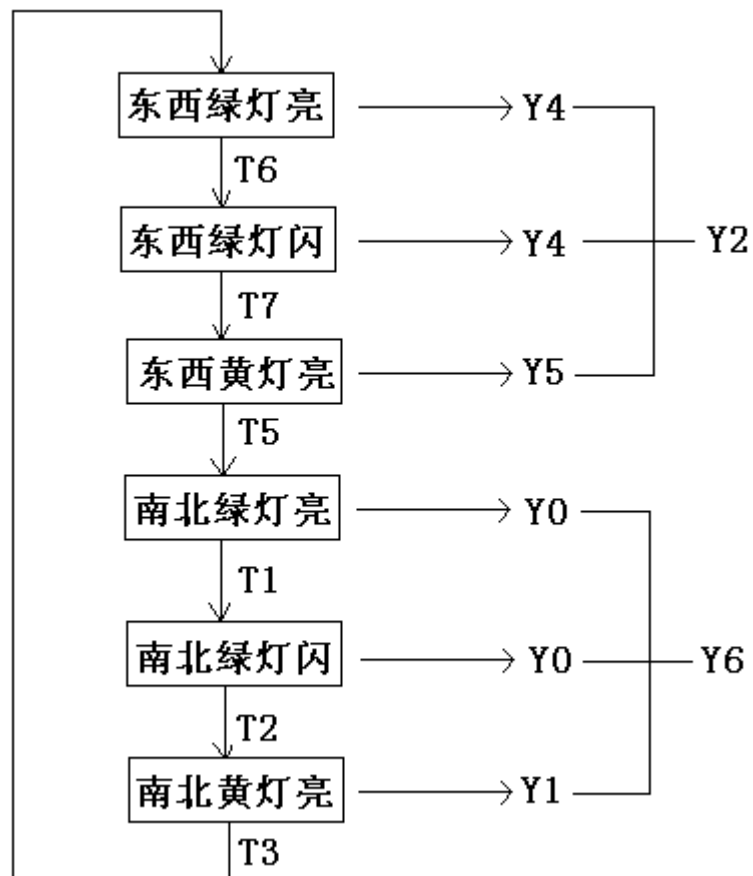 东西绿灯亮 Y4
T6
东西绿灯闪 Y4 Y2
T7
东西黄灯亮 Y5
T5
南北绿灯亮 Y0
T1
南北绿灯闪 Y0 Y6
T2
南北黄灯亮 Y1
T3